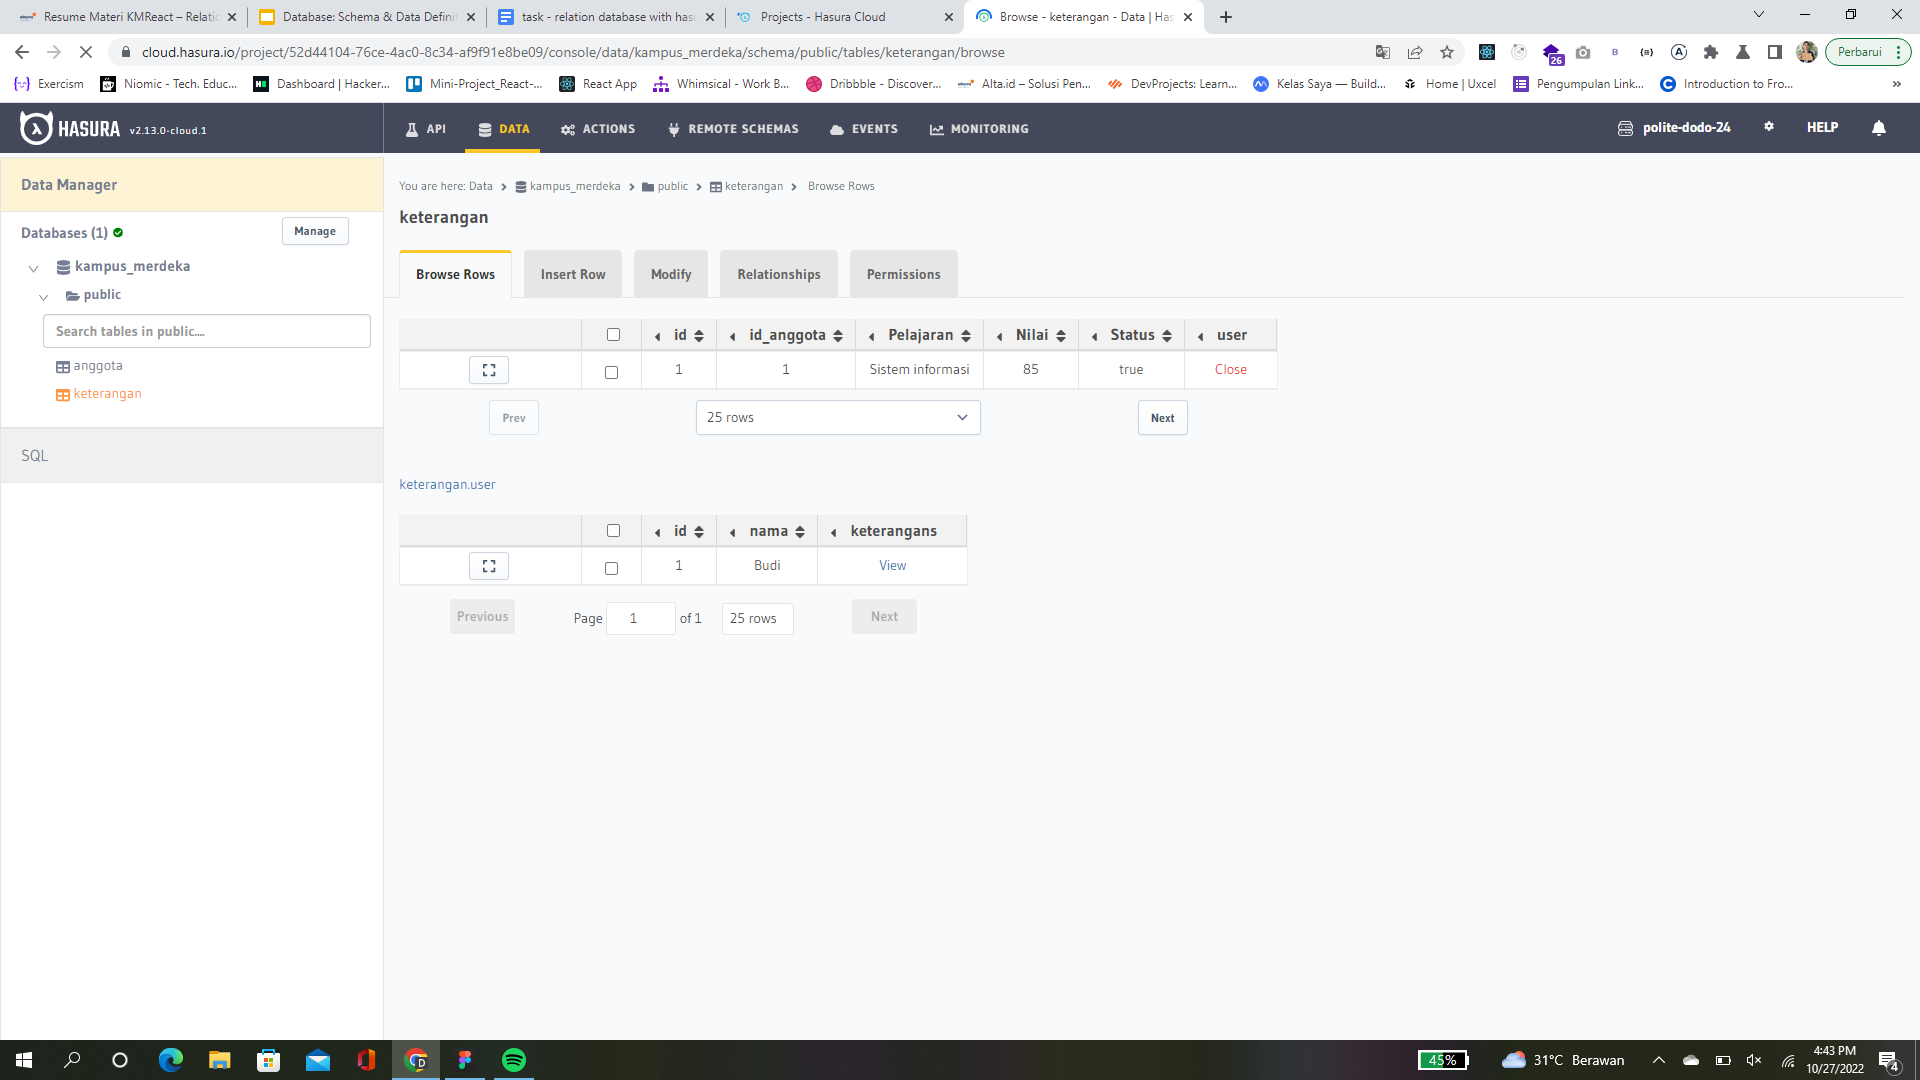 Resume Materi KMReact – Relatio
Database: Schema & Data Definit
task - relation database with hasu
Projects - Hasura Cloud
Browse - keterangan - Data | Has
cloud.hasura.io/project/52d44104-76ce-4ac0-8c34-af9f91e8be09/console/data/kampus_merdeka/schema/public/tables/keterangan/browse
26
B
Perbarui
Exercism
Niomic - Tech. Educ...
Dashboard | Hacker...
Mini-Project_React-...
React App
Whimsical - Work B...
Dribbble - Discover...
Alta.id – Solusi Pen...
DevProjects: Learn...
Kelas Saya — Build...
Home | Uxcel
Pengumpulan Link...
Introduction to Fro...
»
HASURA v2.13.0-cloud.1
API
DATA
ACTIONS
REMOTE SCHEMAS
EVENTS
MONITORING
polite-dodo-24
HELP
Data Manager
Databases (1)
Manage
kampus_merdeka
public
Search tables in public....
anggota
keterangan
SQL
You are here: Data > kampus_merdeka > public > keterangan > Browse Rows
keterangan
Browse Rows
Insert Row
Modify
Relationships
Permissions
id id_anggota Pelajaran Nilai Status user
1 1 Sistem informasi 85 true Close
Prev
25 rows
Next
keterangan.user
id nama keterangans
1 Budi View
Previous
Page 1 of 1
25 rows
Next
45%
31°C Berawan
4:43 PM
10/27/2022
4